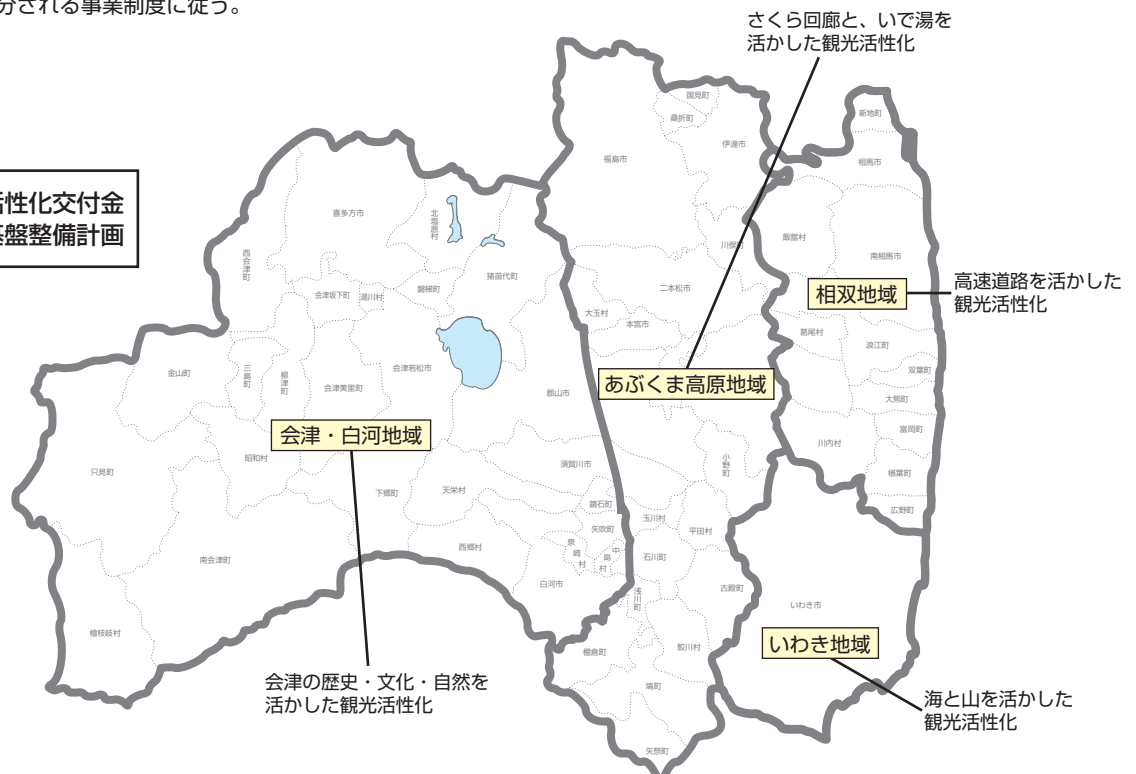 分される事業制度に従う。
さくら回廊と、いで湯を
活かした観光活性化
活性化交付金
基盤整備計画
国見町
桑折町
新地町
伊達市
福島市
相馬市
喜多方市
北塩原村
飯舘村
川俣町
西会津町
南相馬市
猪苗代町
二本松市
磐梯町
会津坂下町
湯川村
相双地域
高速道路を活かした
観光活性化
大玉村
本宮市
葛尾村
浪江町
会津若松市
金山町
三島町
柳津町
会津美里町
双葉町
あぶくま高原地域
郡山市
大熊町
富岡町
会津・白河地域
川内村
昭和村
小野町
只見町
須賀川市
楢葉町
下郷町
天栄村
鏡石町
広野町
玉川村
矢吹町
平田村
泉崎村
中島村
西郷村
石川町
南会津町
白河市
古殿町
浅川町
いわき市
檜枝岐村
いわき地域
鮫川村
棚倉町
会津の歴史・文化・自然を
活かした観光活性化
塙町
海と山を活かした
観光活性化
矢祭町